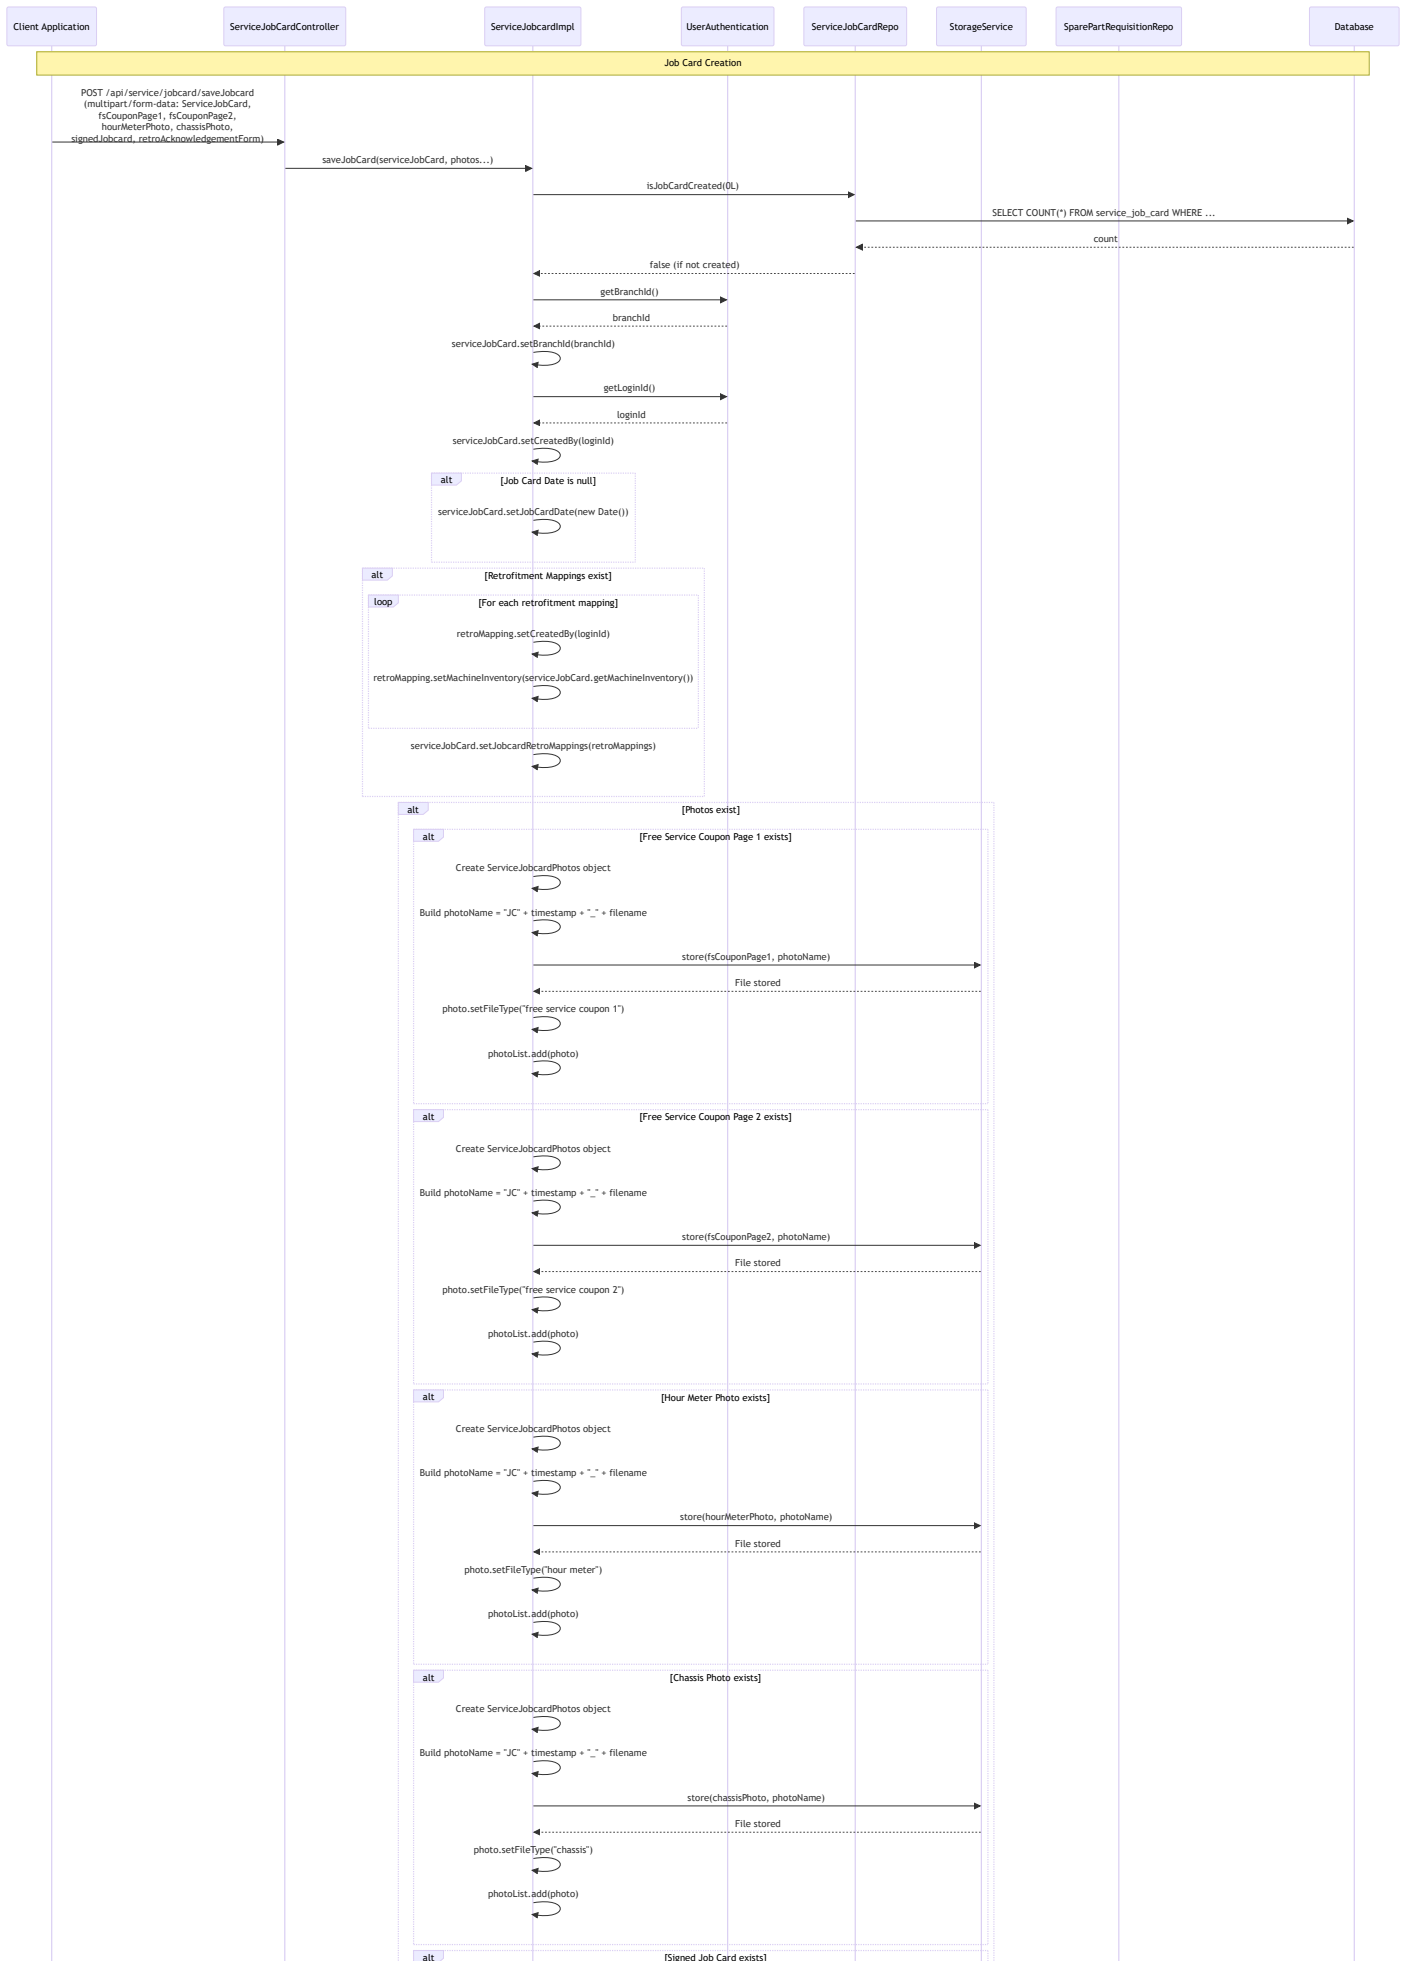 Client Application
ServiceJobCardController
ServiceJobcardImpl
UserAuthentication
ServiceJobCardRepo
StorageService
SparePartRequisitionRepo
Database
Job Card Creation
POST /api/service/jobcard/saveJobcard
(multipart/form-data: ServiceJobCard,
fsCouponPage1, fsCouponPage2,
hourMeterPhoto, chassisPhoto,
signedJobcard, retroAcknowledgementForm)
saveJobCard(serviceJobCard, photos...)
isJobCardCreated(0L)
SELECT COUNT(*) FROM service_job_card WHERE ...
count
false (if not created)
getBranchId()
branchId
serviceJobCard.setBranchId(branchId)
getLoginId()
loginId
serviceJobCard.setCreatedBy(loginId)
alt
[Job Card Date is null]
serviceJobCard.setJobCardDate(new Date())
alt
[Retrofitment Mappings exist]
loop
[For each retrofitment mapping]
retroMapping.setCreatedBy(loginId)
retroMapping.setMachineInventory(serviceJobCard.getMachineInventory())
serviceJobCard.setJobcardRetroMappings(retroMappings)
alt
[Photos exist]
alt
[Free Service Coupon Page 1 exists]
Create ServiceJobcardPhotos object
Build photoName = "JC" + timestamp + "_" + filename
store(fsCouponPage1, photoName)
File stored
photo.setFileType("free service coupon 1")
photoList.add(photo)
alt
[Free Service Coupon Page 2 exists]
Create ServiceJobcardPhotos object
Build photoName = "JC" + timestamp + "_" + filename
store(fsCouponPage2, photoName)
File stored
photo.setFileType("free service coupon 2")
photoList.add(photo)
alt
[Hour Meter Photo exists]
Create ServiceJobcardPhotos object
Build photoName = "JC" + timestamp + "_" + filename
store(hourMeterPhoto, photoName)
File stored
photo.setFileType("hour meter")
photoList.add(photo)
alt
[Chassis Photo exists]
Create ServiceJobcardPhotos object
Build photoName = "JC" + timestamp + "_" + filename
store(chassisPhoto, photoName)
File stored
photo.setFileType("chassis")
photoList.add(photo)
alt
[Signed Job Card exists]